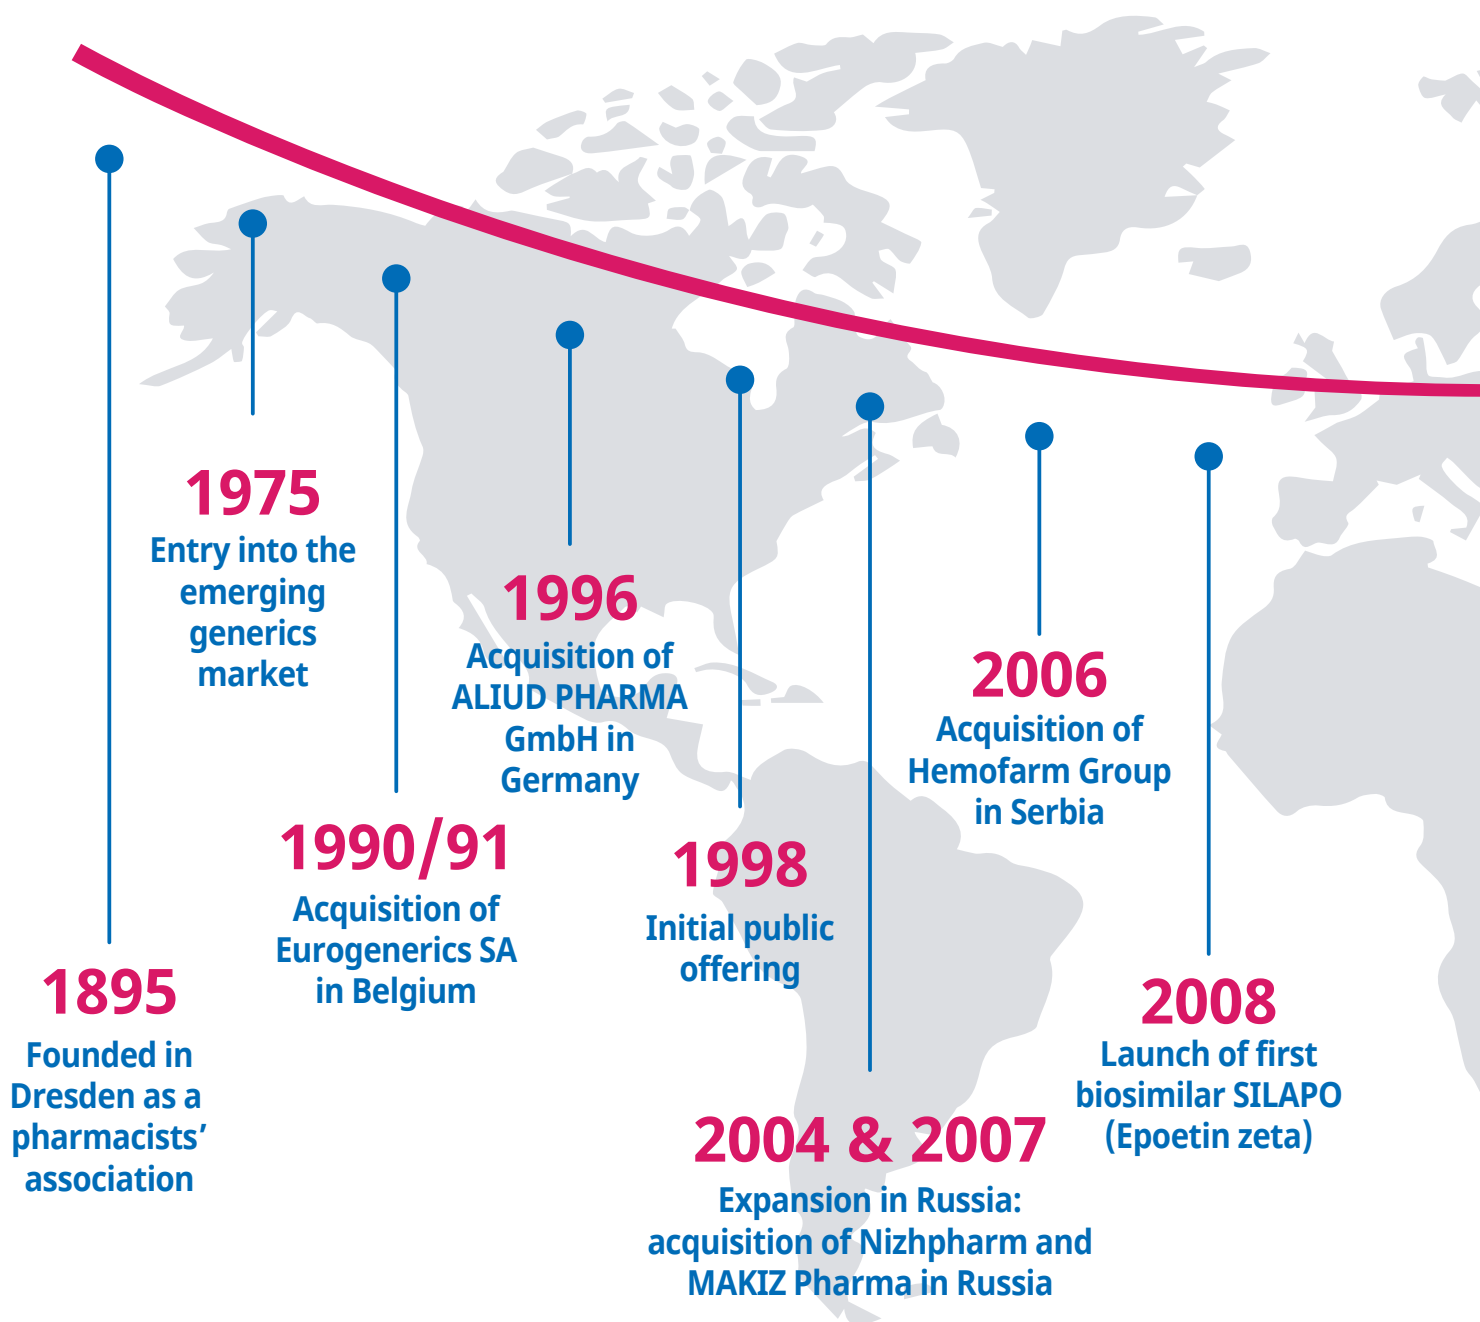 1895
Founded in
Dresden as a
pharmacists’
association
1975
Entry into the
emerging
generics
market
1990/91
Acquisition of
Eurogenerics SA
in Belgium
1996
Acquisition of
ALIUD PHARMA
GmbH in
Germany
1998
Initial public
offering
2004 & 2007
Expansion in Russia:
acquisition of Nizhpharm and
MAKIZ Pharma in Russia
2006
Acquisition of
Hemofarm Group
in Serbia
2008
Launch of first
biosimilar SILAPO
(Epoetin zeta)